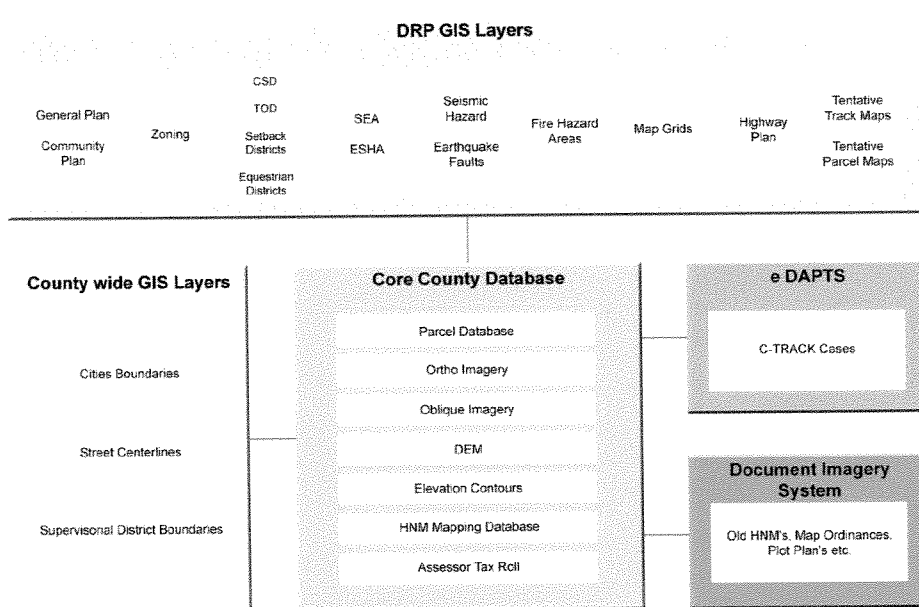 DRP GIS Layers
General Plan
Community
Plan
Zoning
CSD
TOD
Setback
Districts
Equestrian
Districts
SEA
ESHA
Seismic
Hazard
Earthquake
Faults
Fire Hazard
Areas
Map Grids
Highway
Plan
Tentative
Track Maps
Tentative
Parcel Maps
County wide GIS Layers
Cities Boundaries
Street Centerlines
Supervisonal District Boundaries
Core County Database
Parcel Database
Ortho Imagery
Oblique Imagery
DEM
Elevation Contours
HNM Mapping Database
Assessor Tax Roll
e DAPTS
C-TRACK Cases
Document Imagery
System
Old HNM's, Map Ordinances,
Plot Plan's etc.